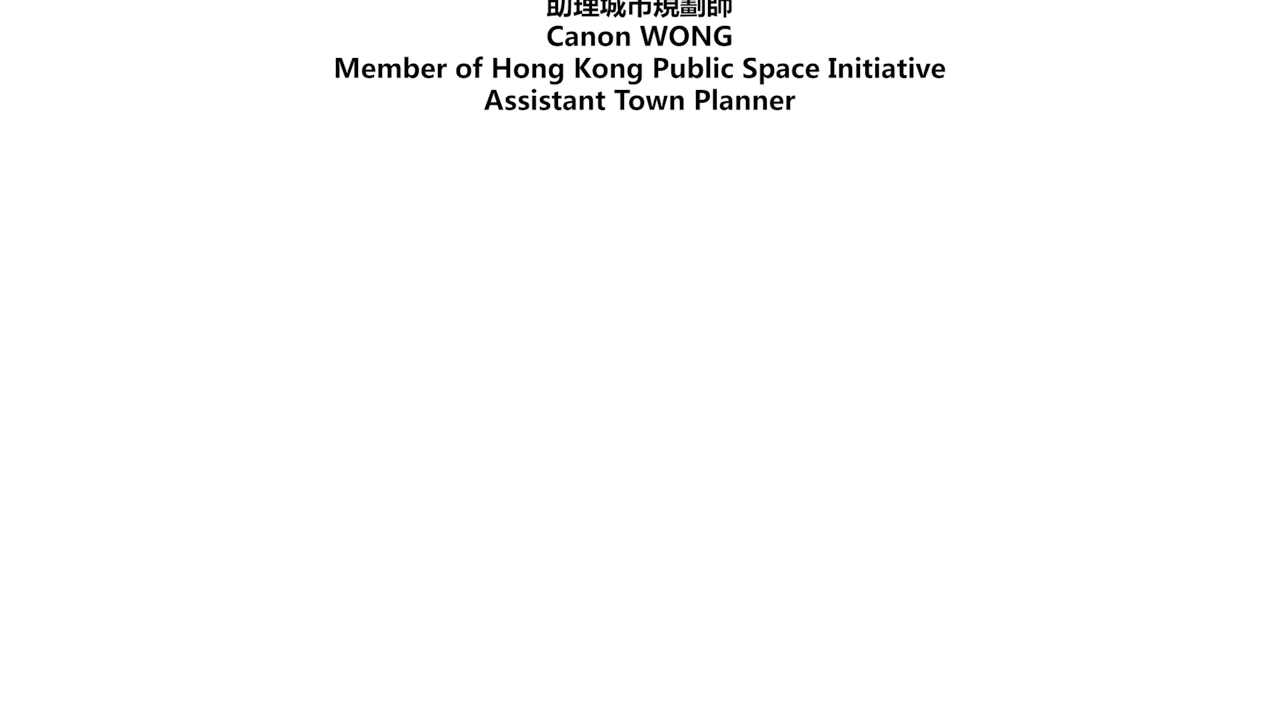 助理城市規劃師
Canon WONG
Member of Hong Kong Public Space Initiative
Assistant Town Planner